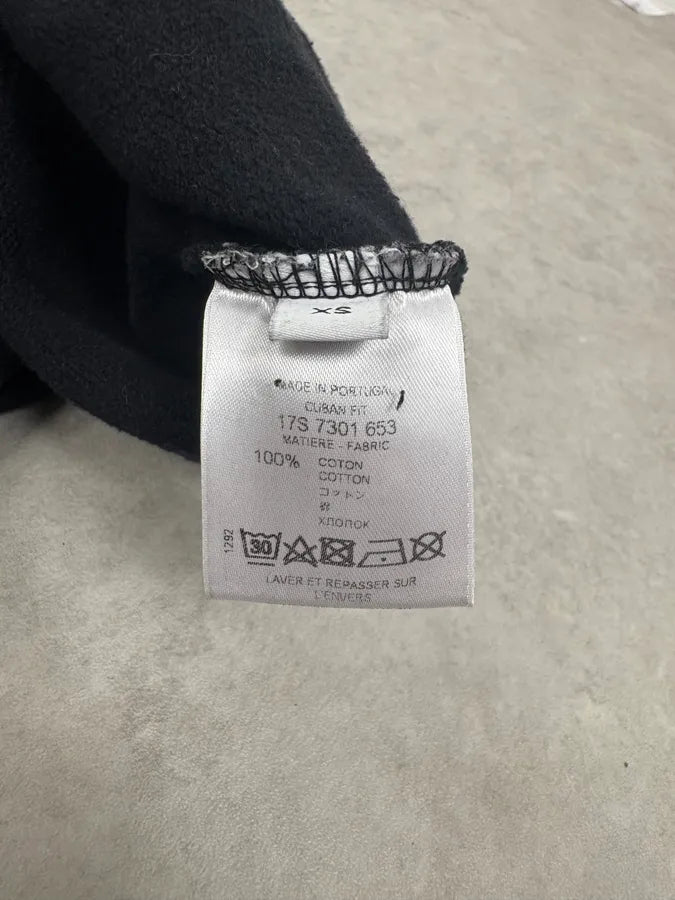 XS
MADE IN PORTUGAL
CUBAN FIT
17S 7301 653
MATIERE - FABRIC
100% COTON
COTTON
コットン
棉
ХЛОПОК
1292
30
LAVER ET REPASSER SUR
L'ENVERS